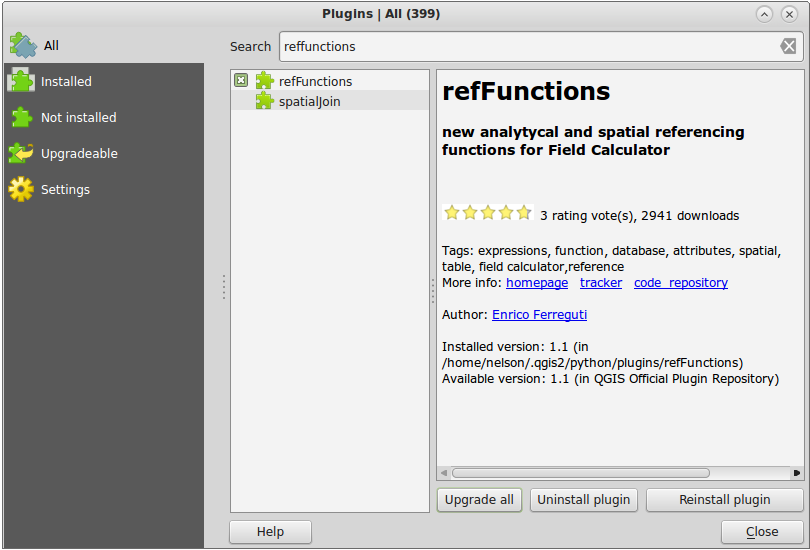 Plugins | All (399)
All
Installed
Not installed
Upgradeable
Settings
Search reffunctions
refFunctions
spatialJoin
refFunctions
new analytycal and spatial referencing
functions for Field Calculator
3 rating vote(s), 2941 downloads
Tags: expressions, function, database, attributes, spatial,
table, field calculator,reference
More info: homepage tracker code repository
Author: Enrico Ferreguti
Installed version: 1.1 (in
/home/nelson/.qgis2/python/plugins/refFunctions)
Available version: 1.1 (in QGIS Official Plugin Repository)
Upgrade all Uninstall plugin Reinstall plugin
Help Close